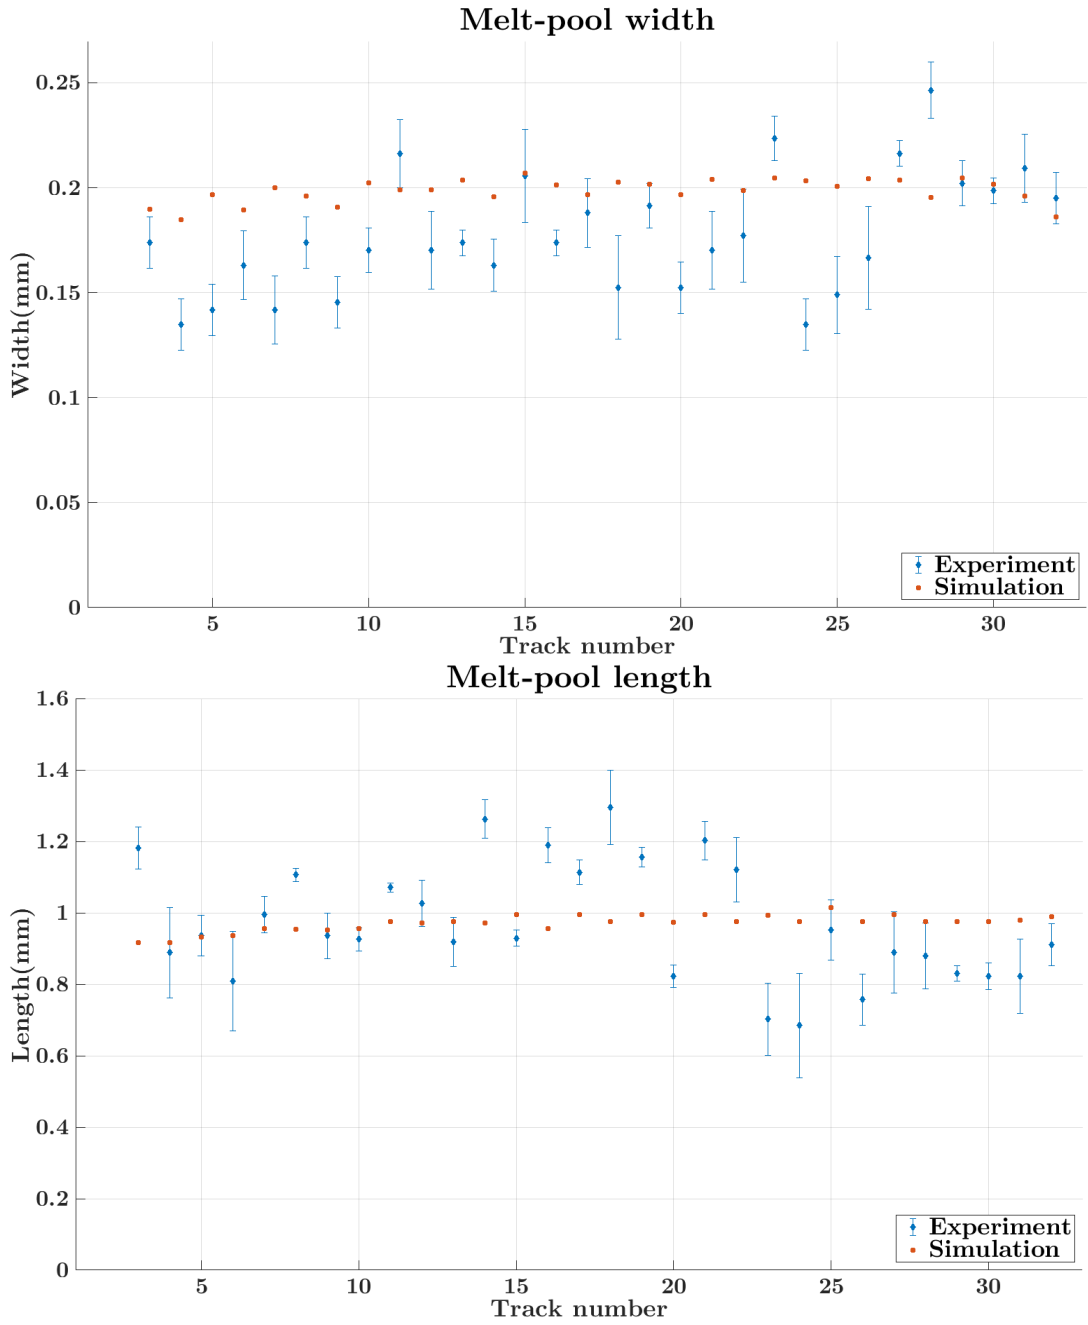 Melt-pool width
0.25
0.2
0.15
0.1
0.05
0
Width(mm)
5 10 15 20 25 30
Track number
Experiment
Simulation
Melt-pool length
1.6
1.4
1.2
1
0.8
0.6
0.4
0.2
0
Length(mm)
5 10 15 20 25 30
Track number
Experiment
Simulation